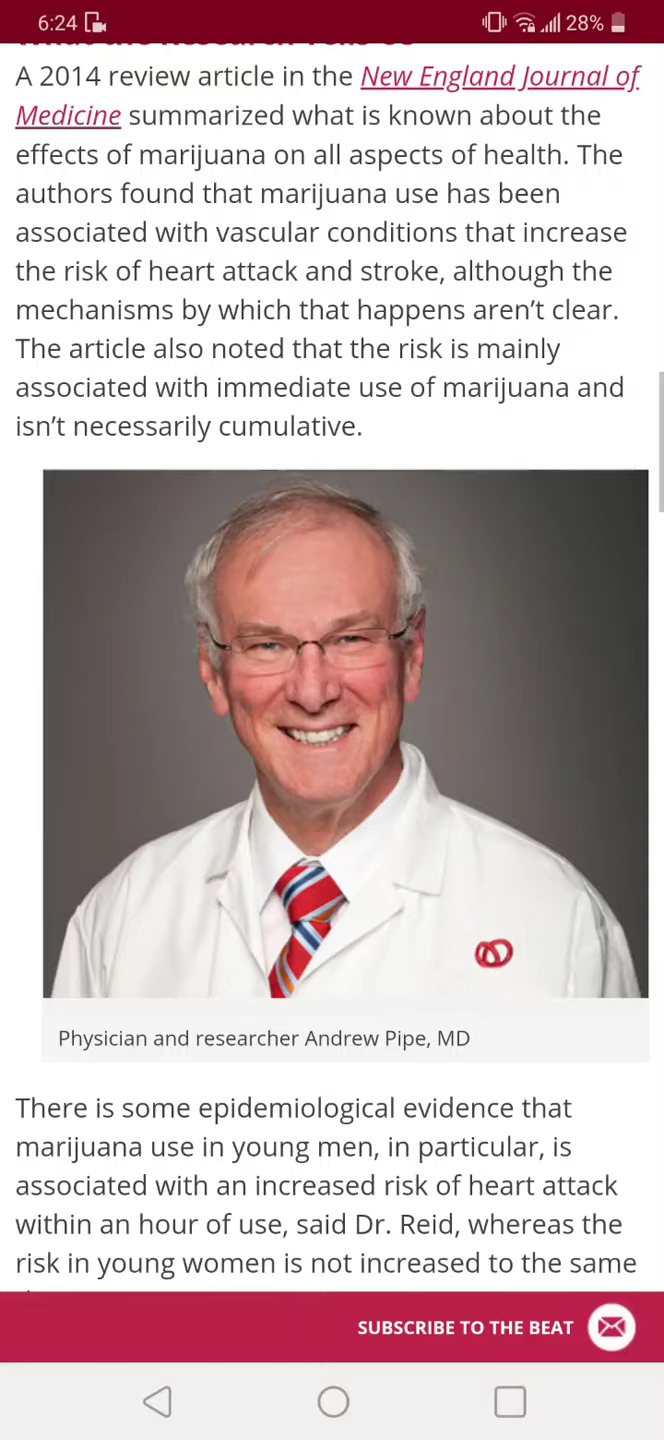 6:24
28%
A 2014 review article in the New England Journal of
Medicine summarized what is known about the
effects of marijuana on all aspects of health. The
authors found that marijuana use has been
associated with vascular conditions that increase
the risk of heart attack and stroke, although the
mechanisms by which that happens aren’t clear.
The article also noted that the risk is mainly
associated with immediate use of marijuana and
isn’t necessarily cumulative.
Physician and researcher Andrew Pipe, MD
There is some epidemiological evidence that
marijuana use in young men, in particular, is
associated with an increased risk of heart attack
within an hour of use, said Dr. Reid, whereas the
risk in young women is not increased to the same
SUBSCRIBE TO THE BEAT